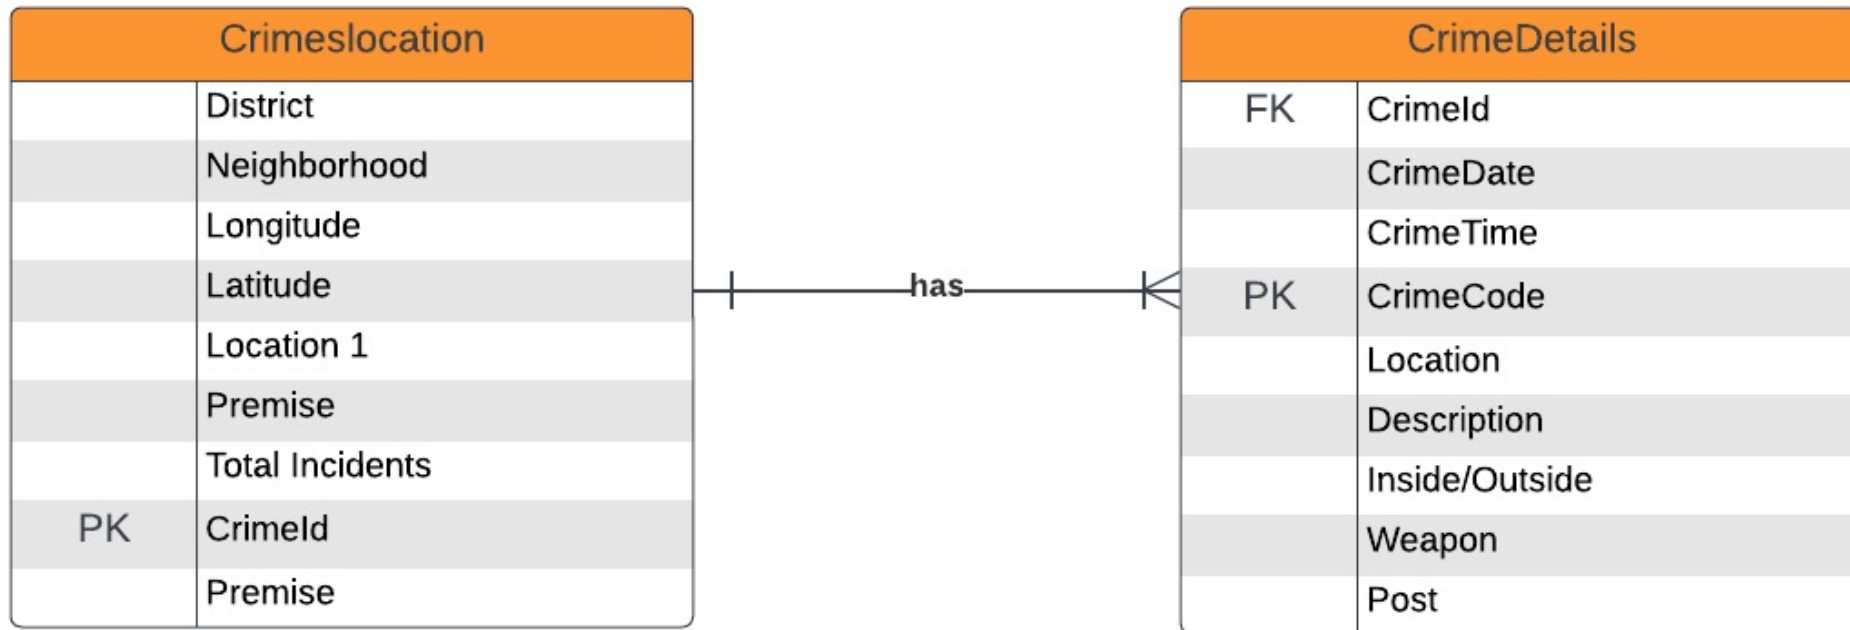 Crimeslocation
District
Neighborhood
Longitude
Latitude
Location 1
Premise
Total Incidents
PK CrimeId
Premise
has
CrimeDetails
FK CrimeId
CrimeDate
CrimeTime
PK CrimeCode
Location
Description
Inside/Outside
Weapon
Post